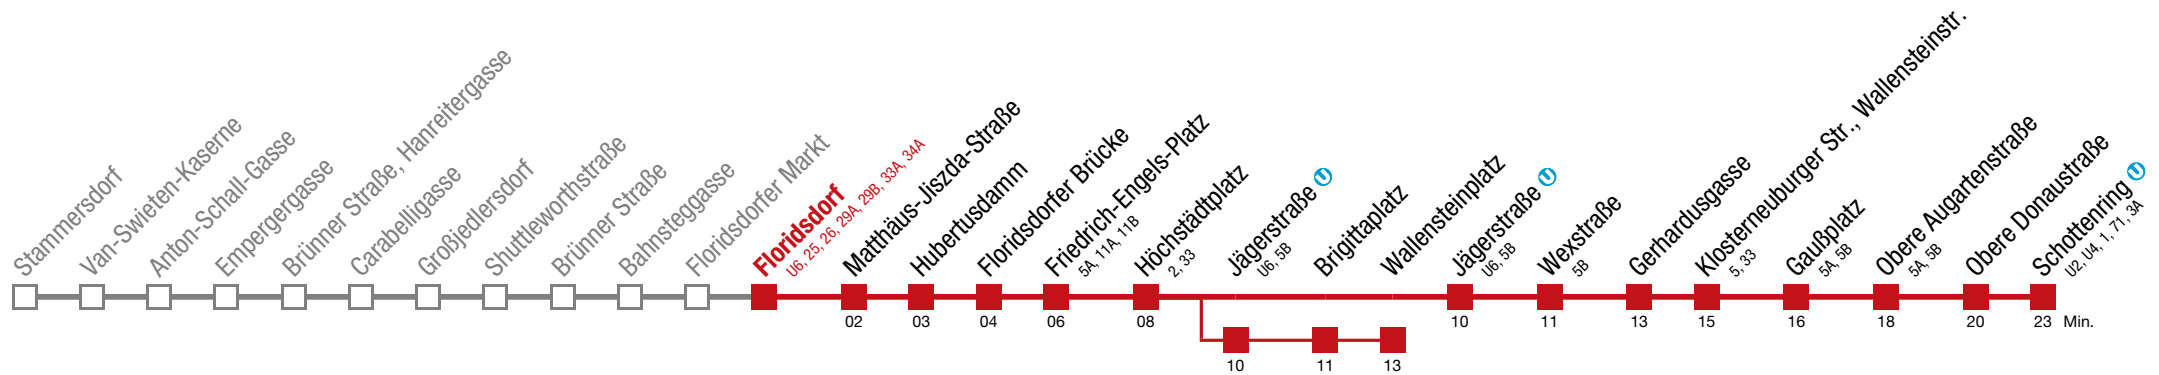 Stammersdorf
Van-Swieten-Kaserne
Anton-Schall-Gasse
Empergergasse
Brünner Straße, Hanreitergasse
Carabelligasse
Großjedlersdorf
Shuttleworthstraße
Brünner Straße
Bahnsteggasse
Floridsdorfer Markt
Floridsdorf
U6, 25, 26, 29A, 29B, 33A, 34A
Matthäus-Jiszda-Straße
Hubertusdamm
Floridsdorfer Brücke
Friedrich-Engels-Platz
5A, 11A, 11B
Höchstädtplatz
2, 33
Jägerstraße U
U6, 5B
Brigittaplatz
Wallensteinplatz
Jägerstraße U
U6, 5B
Wexstraße
5B
Gerhardusgasse
Klosterneuburger Str., Wallensteinstr.
5, 33
Gaußplatz
5A, 5B
Obere Augartenstraße
5A, 5B
Obere Donaustraße
Schottenring U
U2, U4, 1, 71, 3A
02 03 04 06 08 10 11 13 15 16 18 20 23 Min.
10 11 13